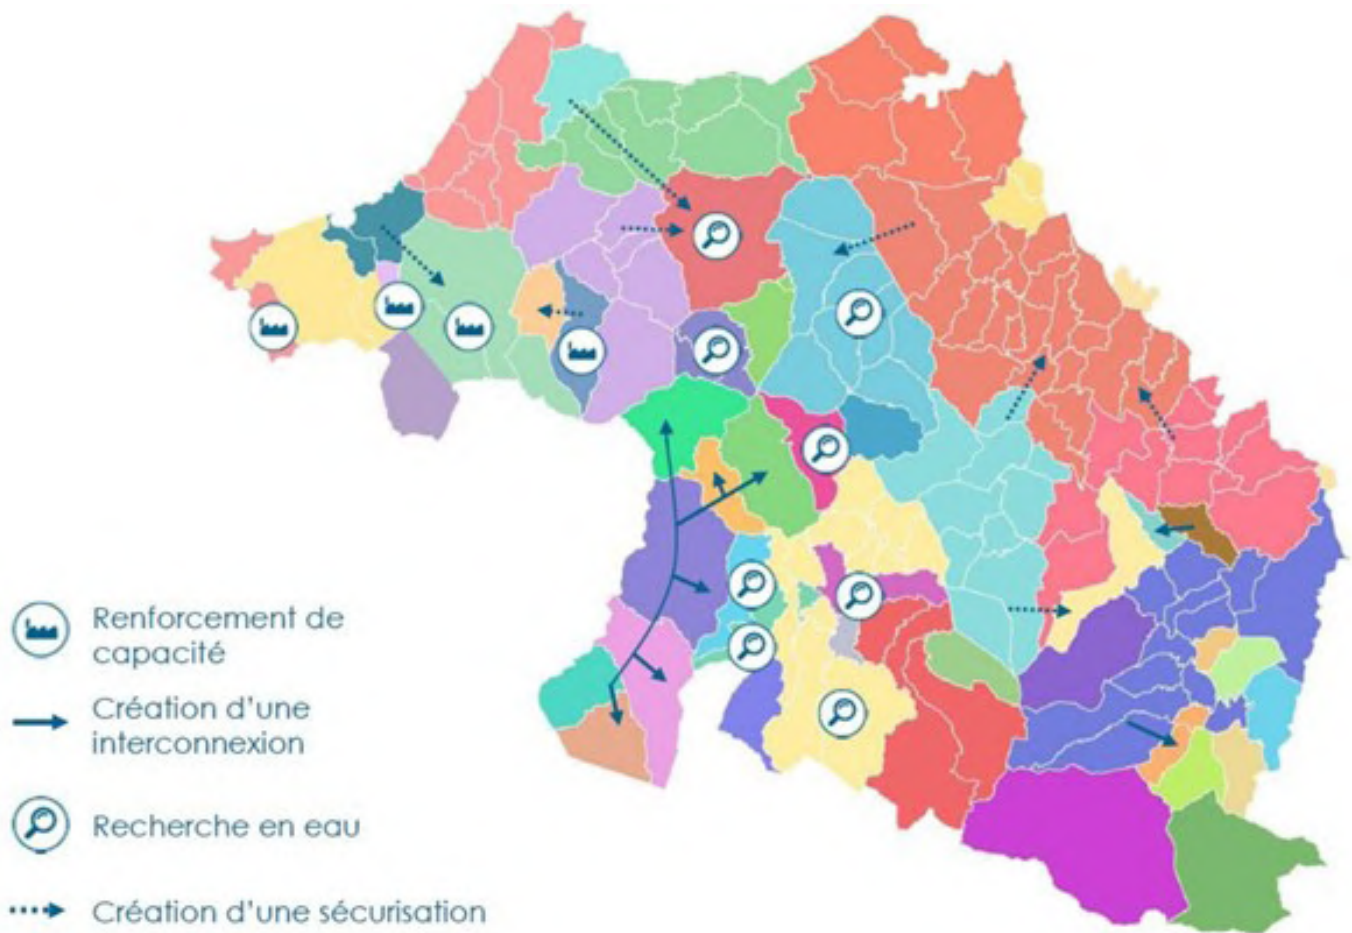 Renforcement de
capacité
Création d'une
interconnexion
Recherche en eau
Création d'une sécurisation